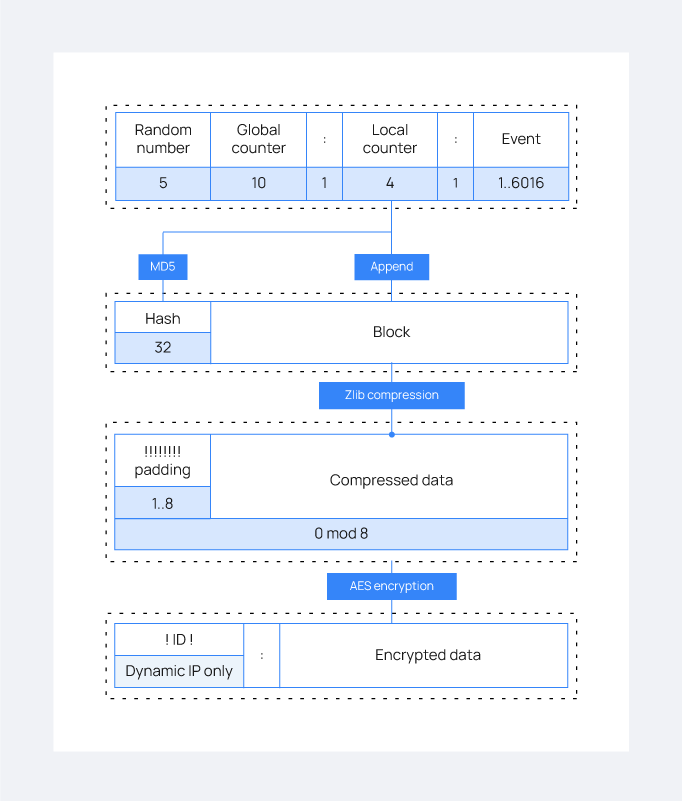 Random number
Global counter
:
Local counter
:
Event
5
10
1
4
1
1..6016
MD5
Append
Hash
32
Block
Zlib compression
!!!!!!!!
padding
1..8
Compressed data
0 mod 8
AES encryption
! ID !
Dynamic IP only
:
Encrypted data